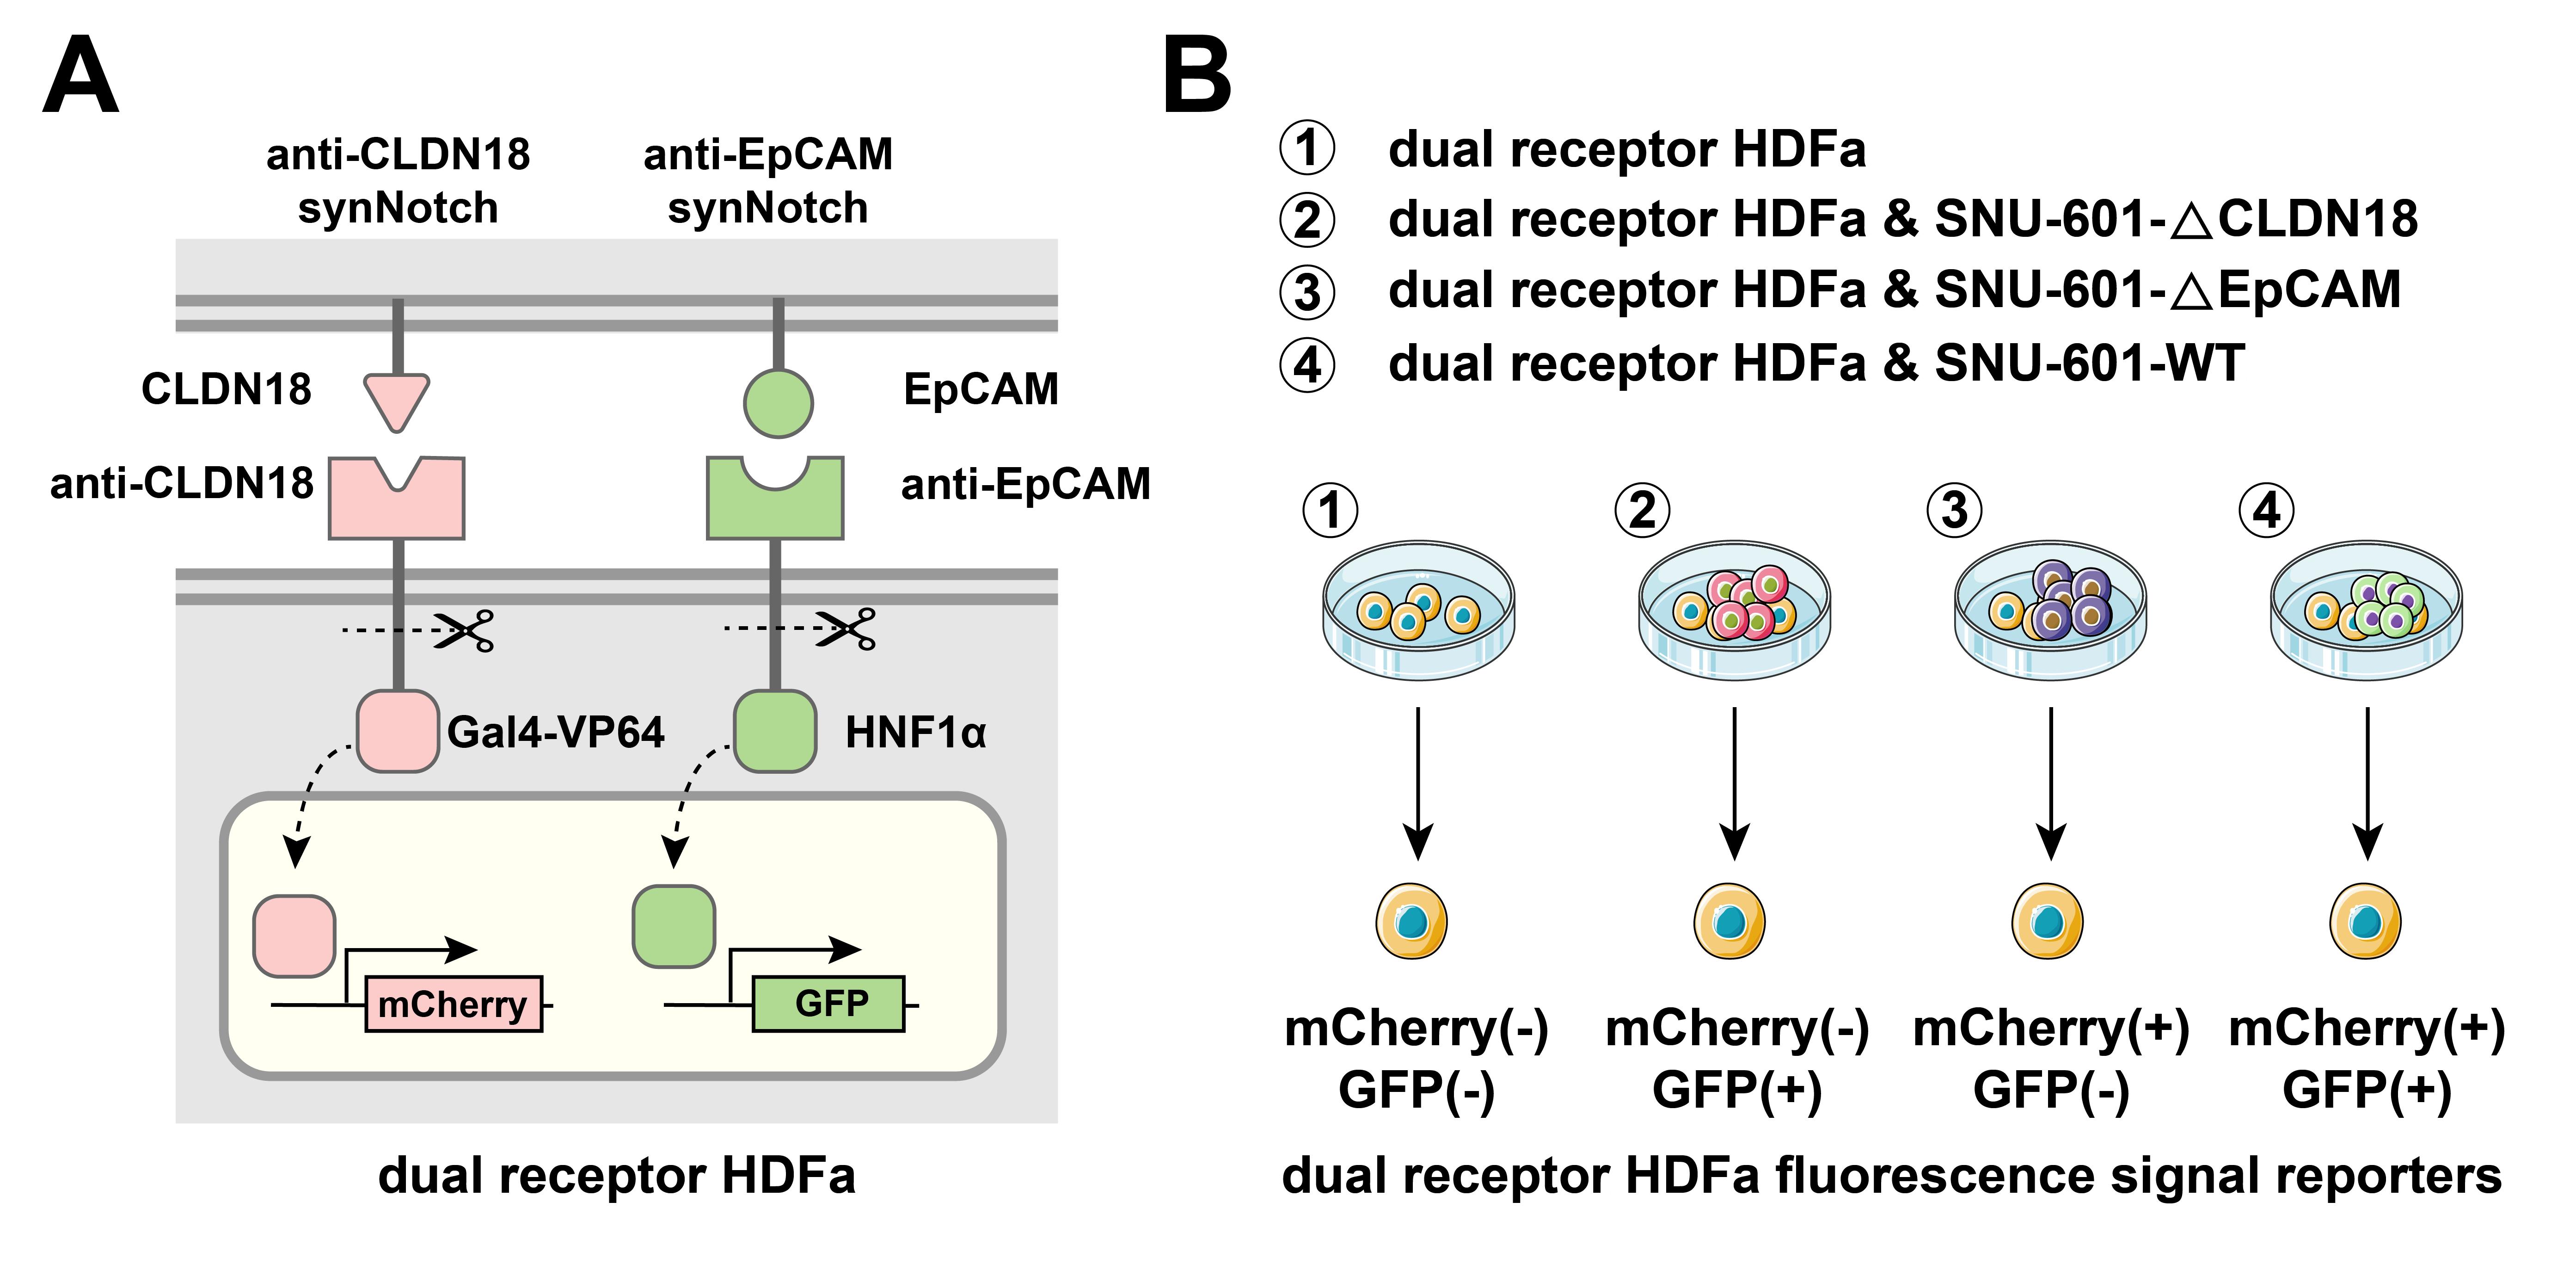 A
anti-CLDN18
synNotch
anti-EpCAM
synNotch
CLDN18
EpCAM
anti-CLDN18
anti-EpCAM
Gal4-VP64
HNF1α
mCherry
GFP
dual receptor HDFa
B
① dual receptor HDFa
② dual receptor HDFa & SNU-601-△CLDN18
③ dual receptor HDFa & SNU-601-△EpCAM
④ dual receptor HDFa & SNU-601-WT
① ② ③ ④
mCherry(-) mCherry(-) mCherry(+) mCherry(+)
GFP(-) GFP(+) GFP(-) GFP(+)
dual receptor HDFa fluorescence signal reporters